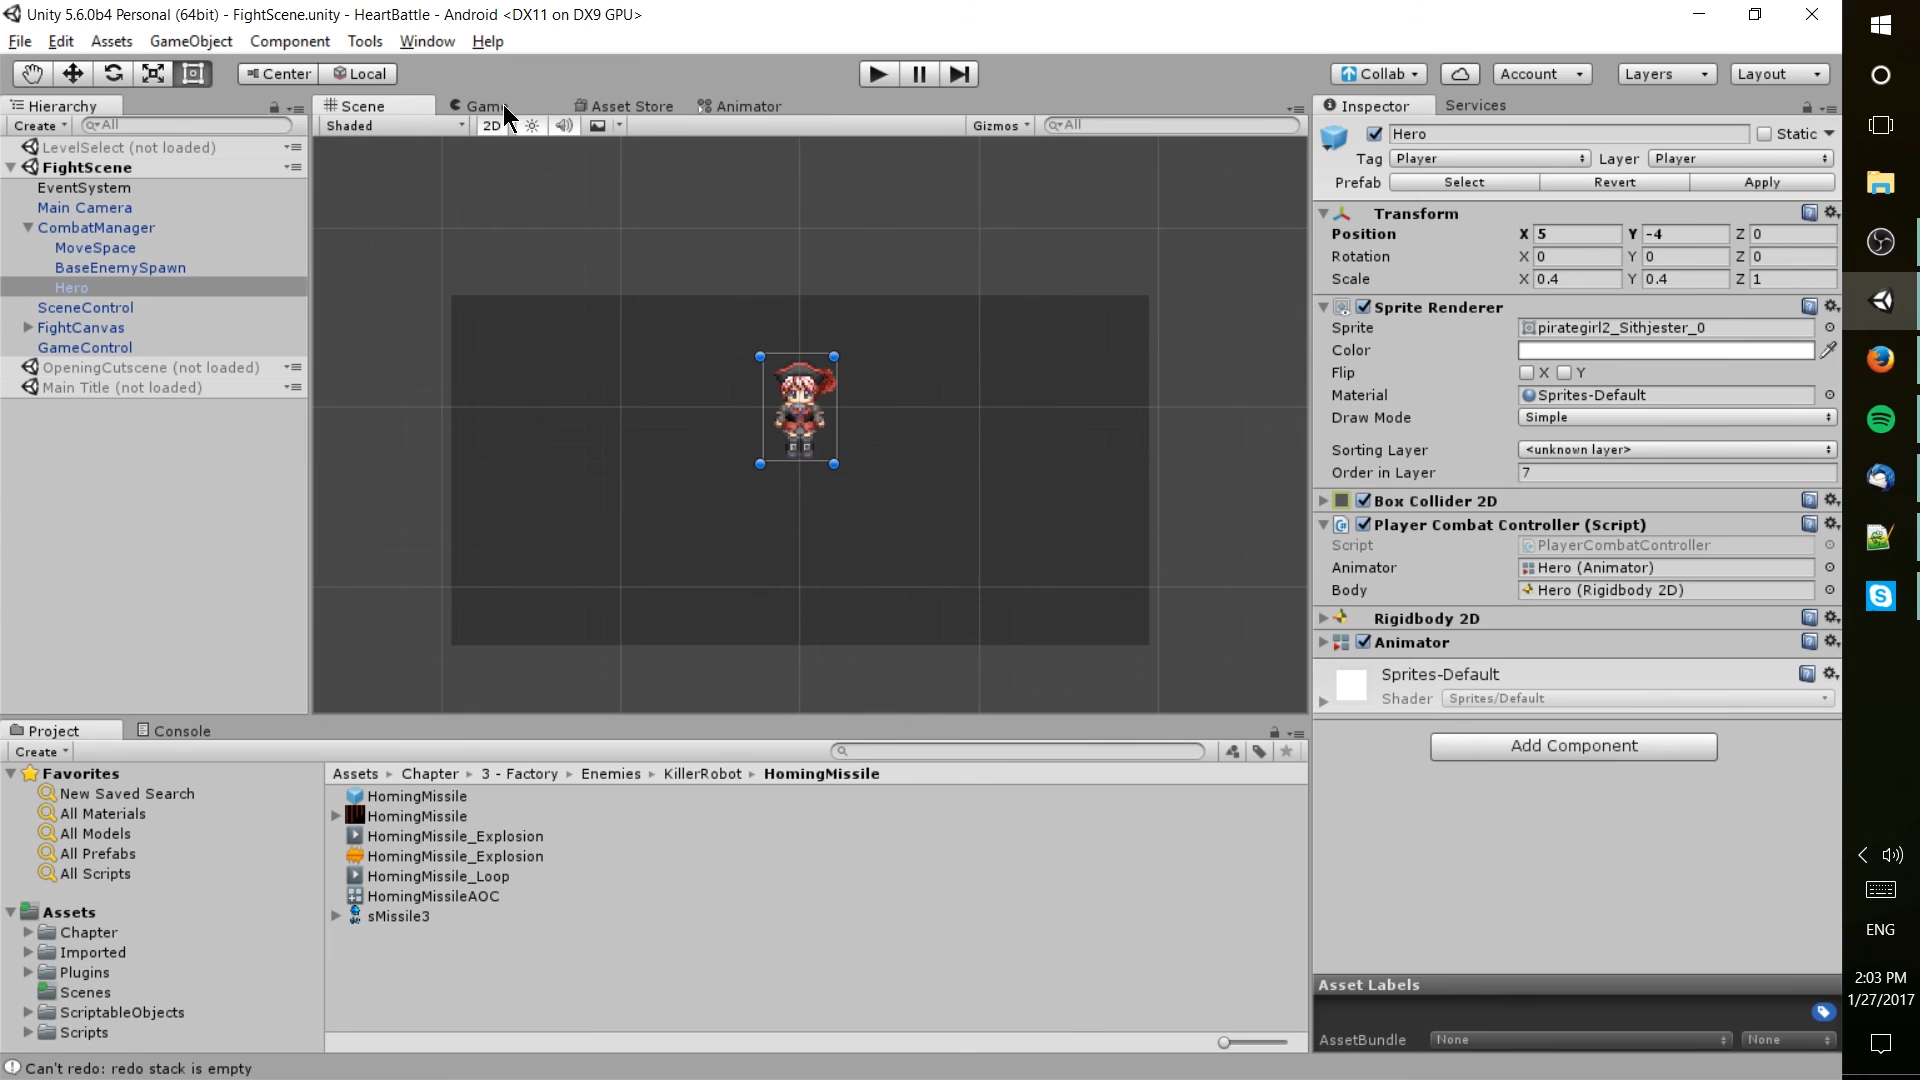 Unity 5.6.0b4 Personal (64bit) - FightScene.unity - HeartBattle - Android <DX11 on DX9 GPU>
File Edit Assets GameObject Component Tools Window Help
Center Local Collab Account Layers Layout
Hierarchy
Create All
LevelSelect (not loaded)
FightScene
EventSystem
Main Camera
CombatManager
MoveSpace
BaseEnemySpawn
Hero
SceneControl
FightCanvas
GameControl
OpeningCutscene (not loaded)
Main Title (not loaded)
Scene Game Asset Store Animator
Shaded 2D Gizmos All
Inspector Services
Hero Static
Tag Player Layer Player
Prefab Select Revert Apply
Transform
Position X 5 Y -4 Z 0
Rotation X 0 Y 0 Z 0
Scale X 0.4 Y 0.4 Z 1
Sprite Renderer
Sprite pirategirl2_Sithjester_0
Color
Flip X Y
Material Sprites-Default
Draw Mode Simple
Sorting Layer <unknown layer>
Order in Layer 7
Box Collider 2D
Player Combat Controller (Script)
Script PlayerCombatController
Animator Hero (Animator)
Body Hero (Rigidbody 2D)
Rigidbody 2D
Animator
Sprites-Default
Shader Sprites/Default
Add Component
Asset Labels
AssetBundle None None
Project Console
Create
Favorites
New Saved Search
All Materials
All Models
All Prefabs
All Scripts
Assets
Chapter
Imported
Plugins
Scenes
ScriptableObjects
Scripts
Assets Chapter 3 - Factory Enemies KillerRobot HomingMissile
HomingMissile
HomingMissile
HomingMissile_Explosion
HomingMissile_Explosion
HomingMissile_Loop
HomingMissileAOC
sMissile3
Can't redo: redo stack is empty
ENG
2:03 PM
1/27/2017